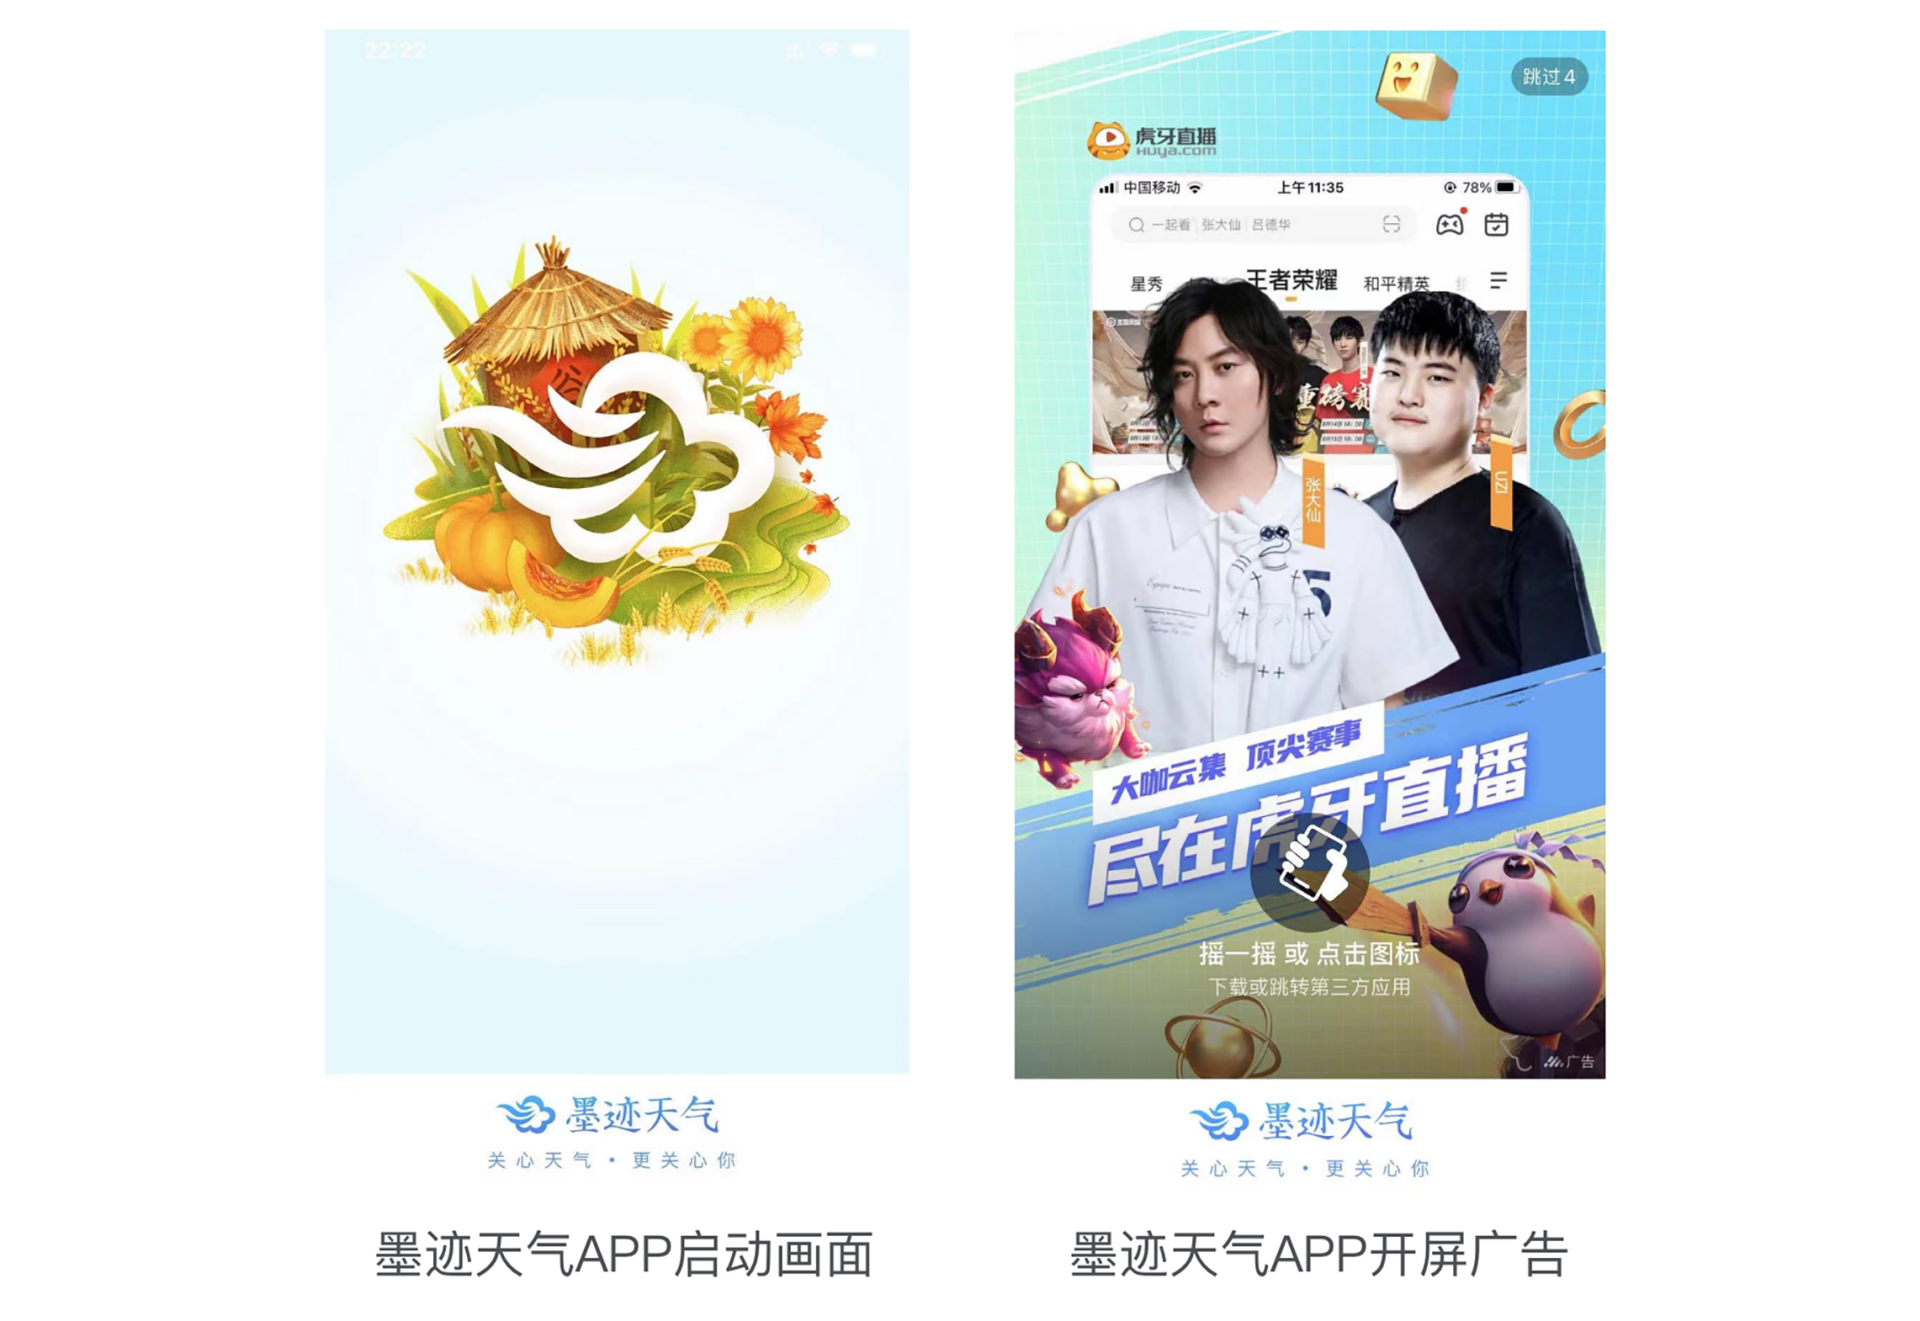 22:22
墨迹天气
关心天气·更关心你
墨迹天气APP启动画面
跳过 4
虎牙直播
HUYA.COM
中国移动
上午11:35
78%
一起看 张大仙 吕德华
星秀
王者荣耀
和平精英
重磅赛
张大仙
UZI
大咖云集 顶尖赛事
尽在虎牙直播
摇一摇 或 点击图标
下载或跳转第三方应用
广告
墨迹天气
关心天气·更关心你
墨迹天气APP开屏广告